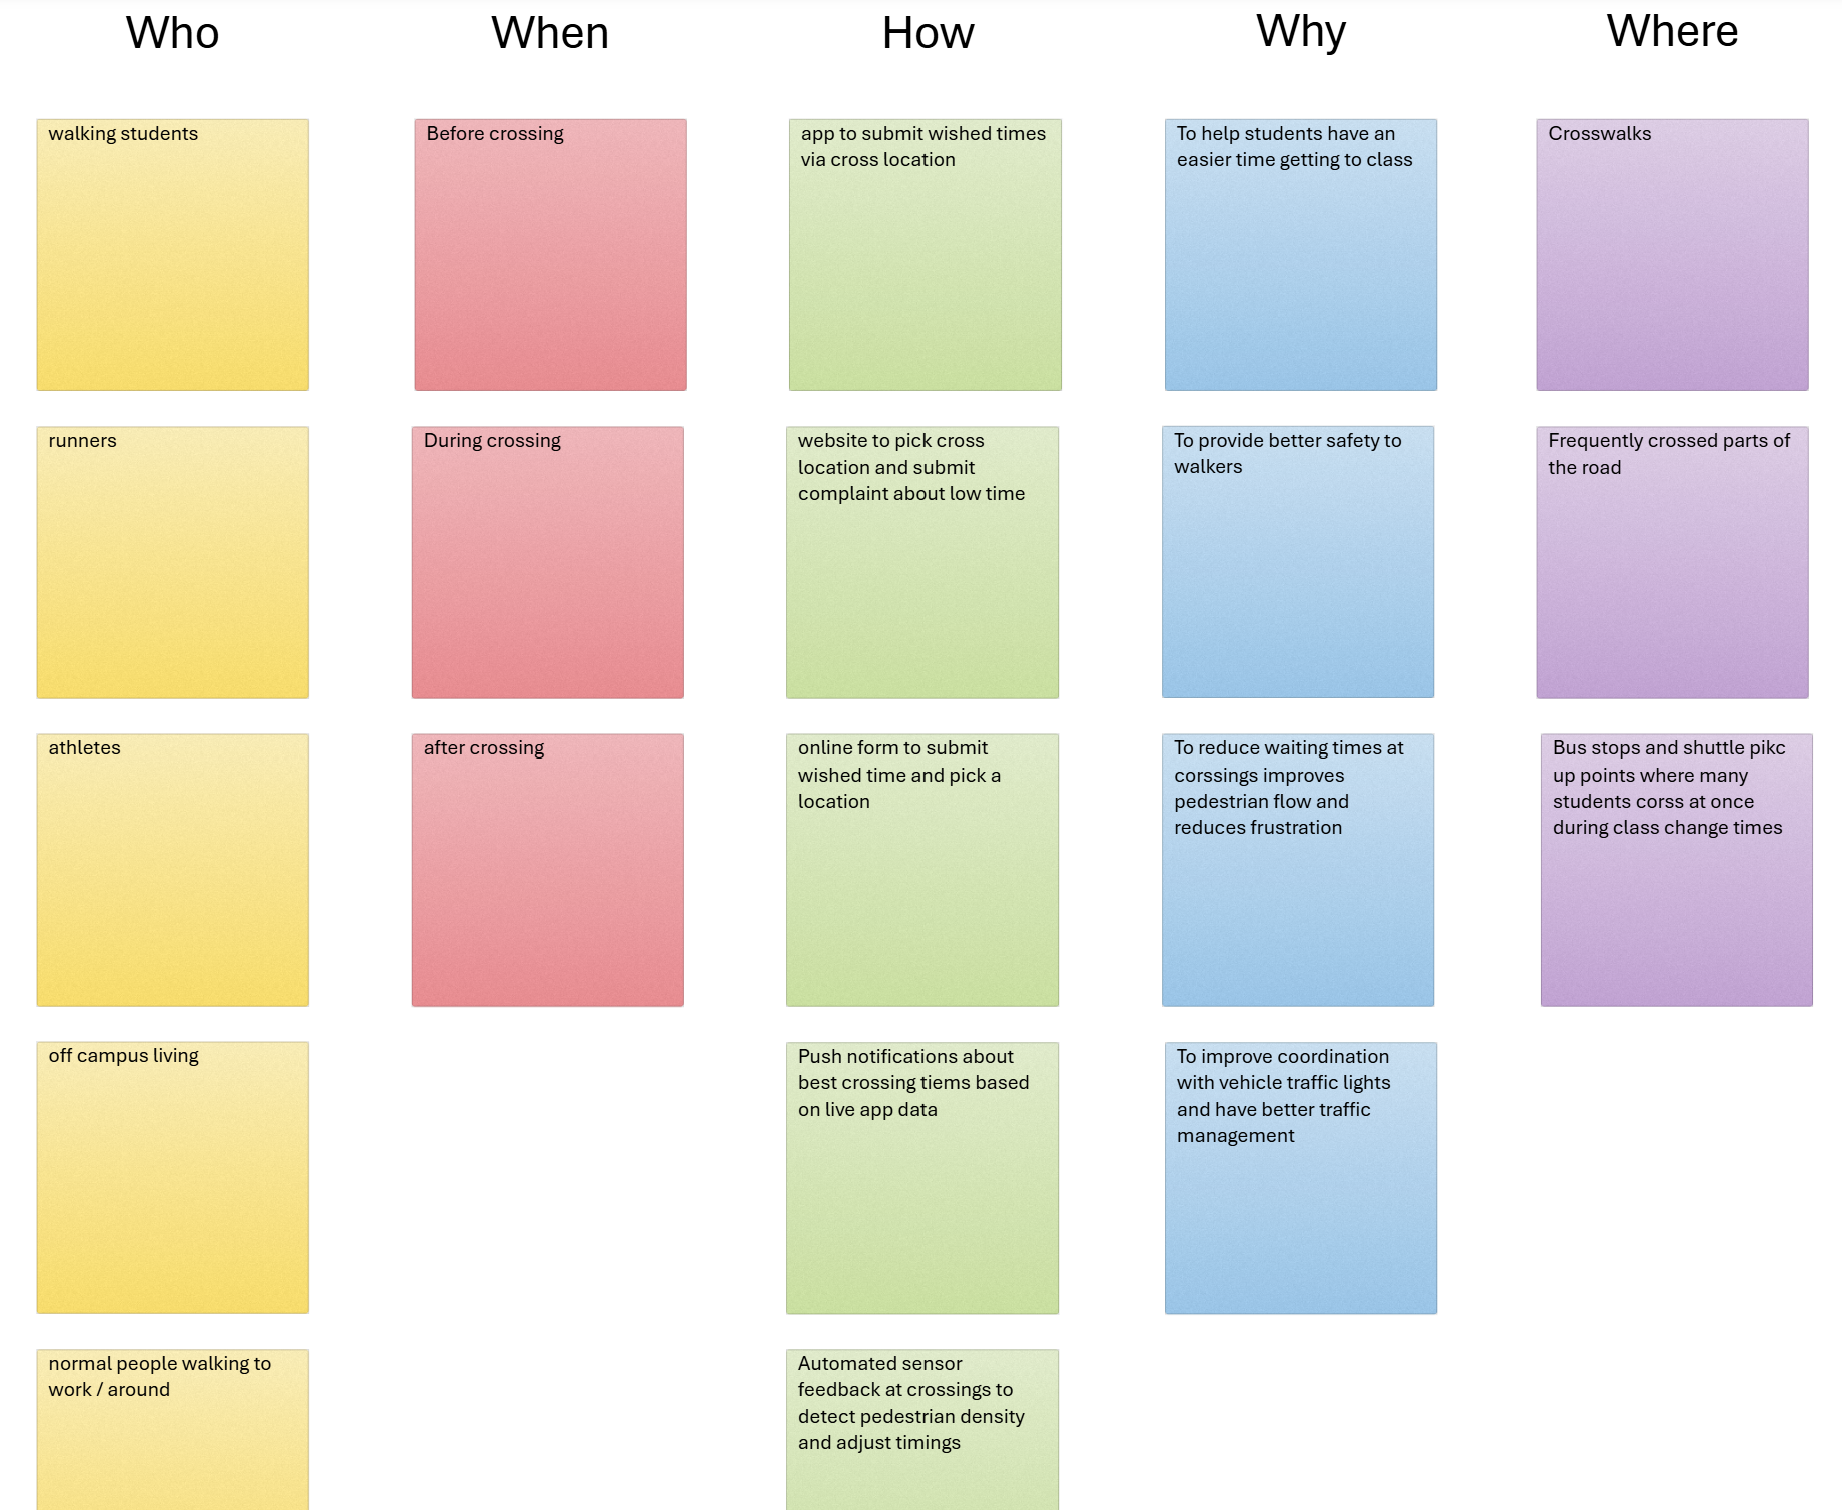 Who
When
How
Why
Where
walking students
Before crossing
app to submit wished times
via cross location
To help students have an
easier time getting to class
Crosswalks
runners
During crossing
website to pick cross
location and submit
complaint about low time
To provide better safety to
walkers
Frequently crossed parts of
the road
athletes
after crossing
online form to submit
wished time and pick a
location
To reduce waiting times at
corssings improves
pedestrian flow and
reduces frustration
Bus stops and shuttle pikc
up points where many
students corss at once
during class change times
off campus living
Push notifications about
best crossing tiems based
on live app data
To improve coordination
with vehicle traffic lights
and have better traffic
management
normal people walking to
work / around
Automated sensor
feedback at crossings to
detect pedestrian density
and adjust timings